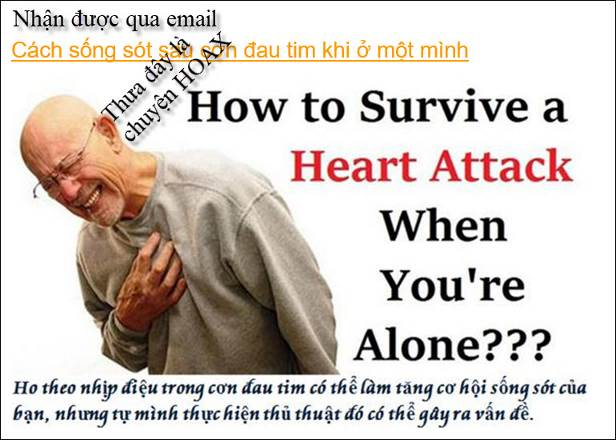 Nhận được qua email
Cách sống sót sau cơn đau tim khi ở một mình
Thưa đây là
chuyện HOAX
How to Survive a
Heart Attack
When
You're
Alone???
Ho theo nhịp điệu trong cơn đau tim có thể làm tăng cơ hội sống sót của
bạn, nhưng tự mình thực hiện thủ thuật đó có thể gây ra vấn đề.